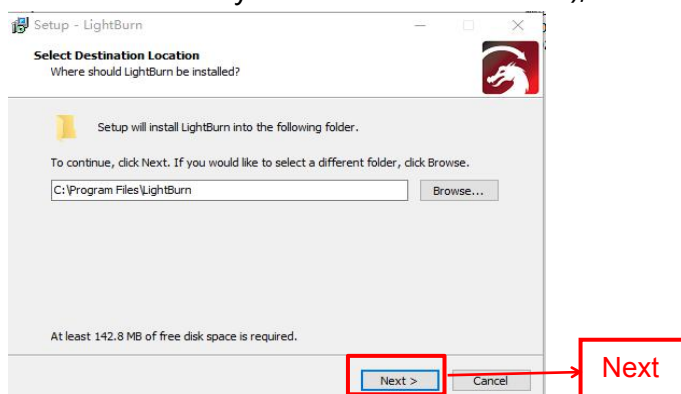 Setup - LightBurn
Select Destination Location
Where should LightBurn be installed?
Setup will install LightBurn into the following folder.
To continue, click Next. If you would like to select a different folder, click Browse.
C:\Program Files\LightBurn
Browse...
At least 142.8 MB of free disk space is required.
Next >
Cancel
Next